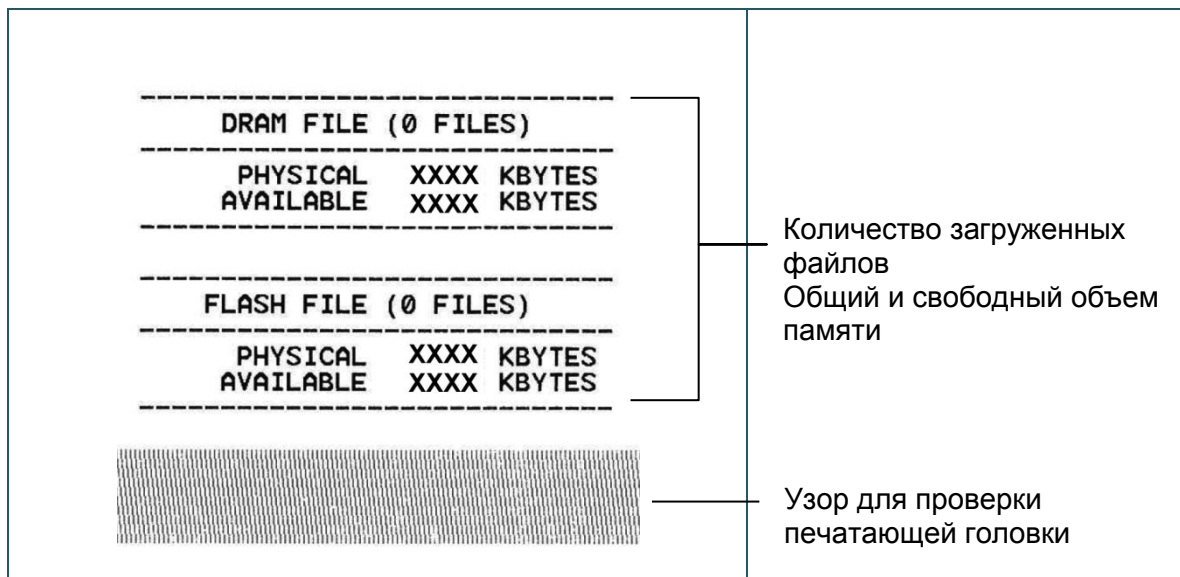 DRAM FILE (0 FILES)
PHYSICAL XXXX KBYTES
AVAILABLE XXXX KBYTES
FLASH FILE (0 FILES)
PHYSICAL XXXX KBYTES
AVAILABLE XXXX KBYTES
Количество загруженных
файлов
Общий и свободный объем
памяти
Узор для проверки
печатающей головки